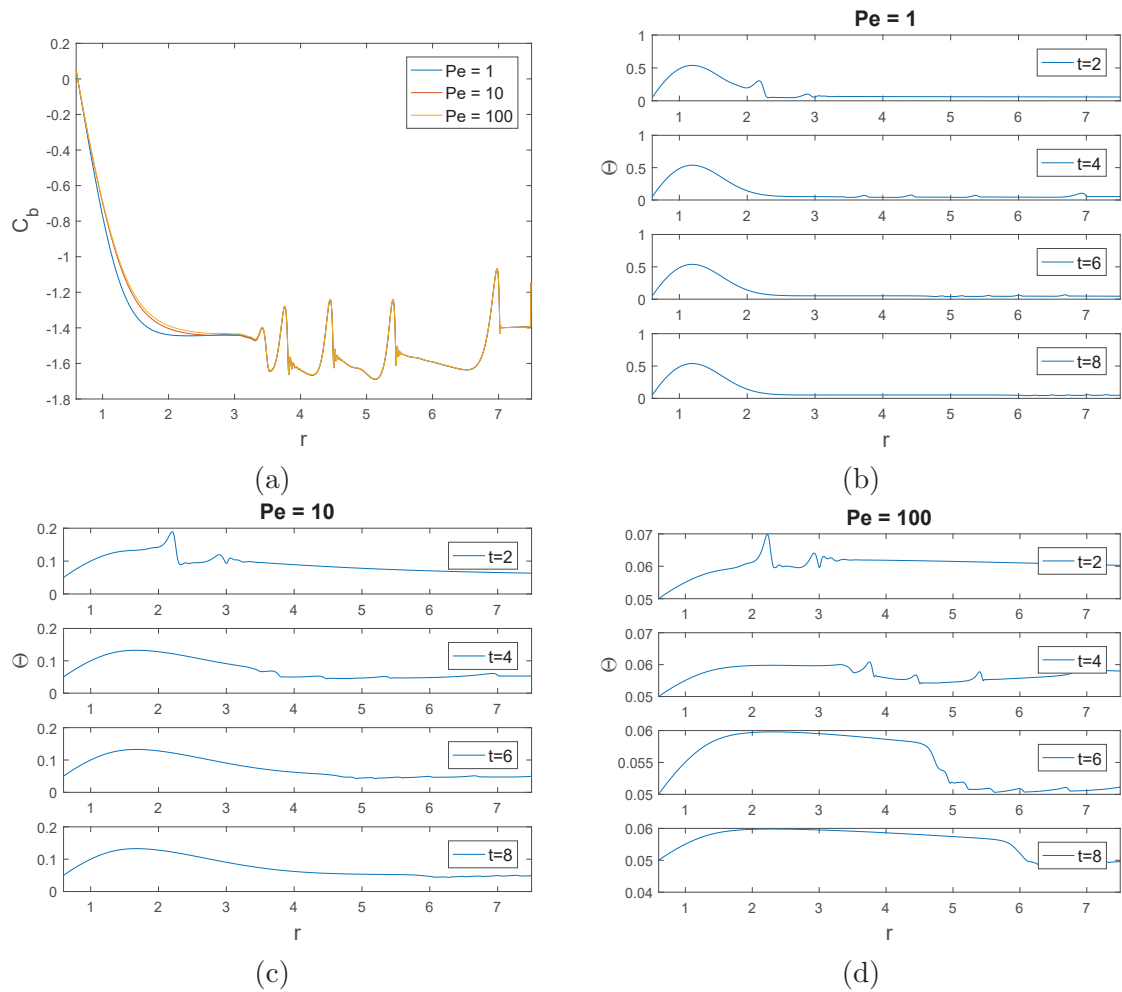 0.2
0
-0.2
-0.4
-0.6
-0.8
-1
-1.2
-1.4
-1.6
-1.8
C_b
1 2 3 4 5 6 7
r
Pe = 1
Pe = 10
Pe = 100
(a)
Pe = 1
1
0.5
0
t=2
1 2 3 4 5 6 7
1
0.5
0
Θ
t=4
1 2 3 4 5 6 7
1
0.5
0
t=6
1 2 3 4 5 6 7
1
0.5
0
t=8
1 2 3 4 5 6 7
r
(b)
Pe = 10
0.2
0.1
0
t=2
1 2 3 4 5 6 7
0.2
0.1
0
Θ
t=4
1 2 3 4 5 6 7
0.2
0.1
0
t=6
1 2 3 4 5 6 7
0.2
0.1
0
t=8
1 2 3 4 5 6 7
r
(c)
Pe = 100
0.07
0.06
0.05
t=2
1 2 3 4 5 6 7
0.07
0.06
0.05
Θ
t=4
1 2 3 4 5 6 7
0.06
0.055
0.05
t=6
1 2 3 4 5 6 7
0.06
0.05
0.04
t=8
1 2 3 4 5 6 7
r
(d)